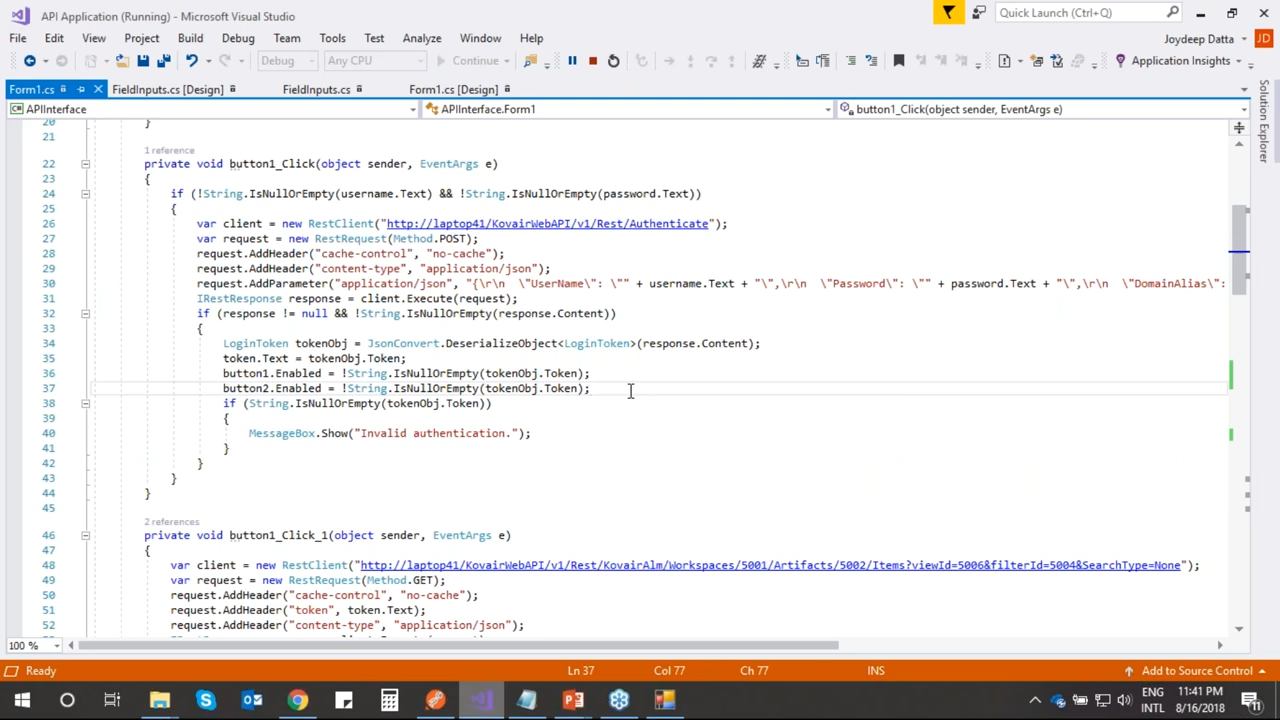 API Application (Running) - Microsoft Visual Studio
Quick Launch (Ctrl+Q)
File Edit View Project Build Debug Team Tools Test Analyze Window Help
Joydeep Datta JD
Debug Any CPU Continue Application Insights
Form1.cs FieldInputs.cs [Design] FieldInputs.cs Form1.cs [Design]
APIInterface APIInterface.Form1 button1_Click(object sender, EventArgs e)
Solution Explorer
20 }
21
1 reference
22 private void button1_Click(object sender, EventArgs e)
23 {
24 if (!String.IsNullOrEmpty(username.Text) && !String.IsNullOrEmpty(password.Text))
25 {
26 var client = new RestClient("http://laptop41/KovairWebAPI/v1/Rest/Authenticate");
27 var request = new RestRequest(Method.POST);
28 request.AddHeader("cache-control", "no-cache");
29 request.AddHeader("content-type", "application/json");
30 request.AddParameter("application/json", "{\r\n \"UserName\": \"" + username.Text + "\",\r\n \"Password\": \"" + password.Text + "\",\r\n \"DomainAlias\":
31 IRestResponse response = client.Execute(request);
32 if (response != null && !String.IsNullOrEmpty(response.Content))
33 {
34 LoginToken tokenObj = JsonConvert.DeserializeObject<LoginToken>(response.Content);
35 token.Text = tokenObj.Token;
36 button1.Enabled = !String.IsNullOrEmpty(tokenObj.Token);
37 button2.Enabled = !String.IsNullOrEmpty(tokenObj.Token);
38 if (String.IsNullOrEmpty(tokenObj.Token))
39 {
40 MessageBox.Show("Invalid authentication.");
41 }
42 }
43 }
44 }
45
2 references
46 private void button1_Click_1(object sender, EventArgs e)
47 {
48 var client = new RestClient("http://laptop41/KovairWebAPI/v1/Rest/KovairAlm/Workspaces/5001/Artifacts/5002/Items?viewId=5006&filterId=5004&SearchType=None");
49 var request = new RestRequest(Method.GET);
50 request.AddHeader("cache-control", "no-cache");
51 request.AddHeader("token", token.Text);
52 request.AddHeader("content-type", "application/json");
100 %
Ready Ln 37 Col 77 Ch 77 INS Add to Source Control
ENG
INTL
11:41 PM
8/16/2018
11